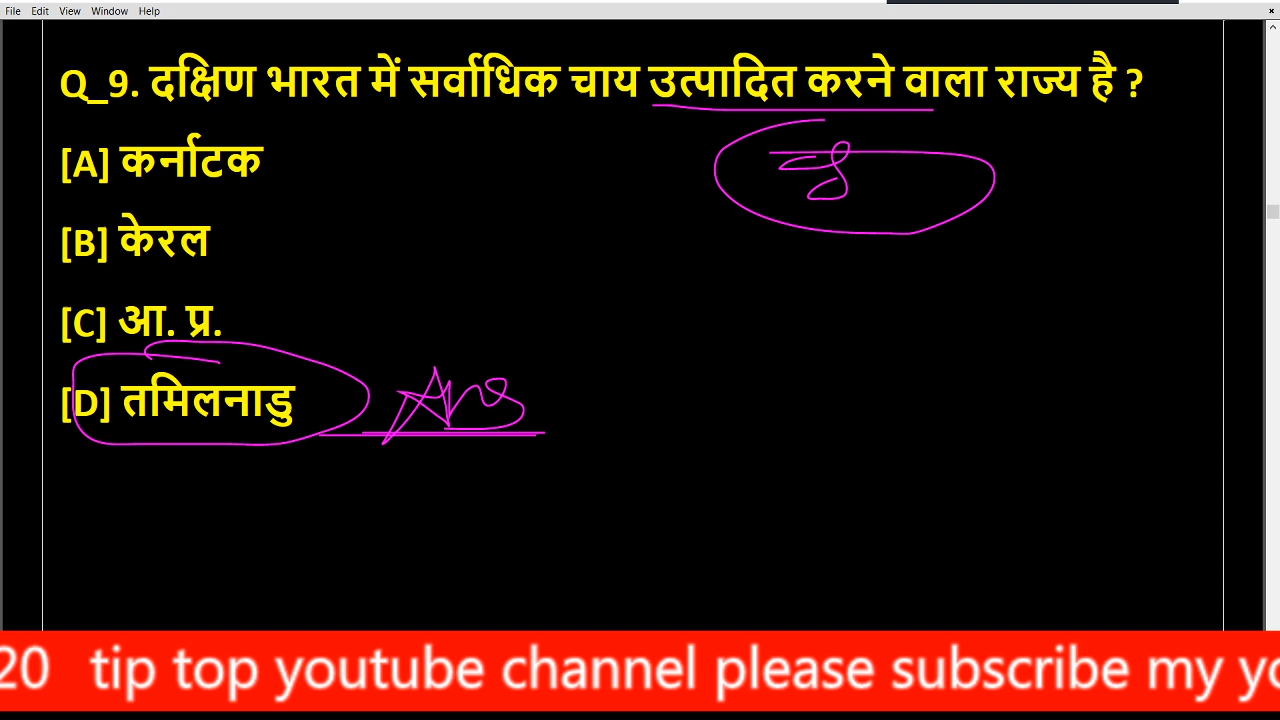 File Edit View Window Help
Q_9. दक्षिण भारत में सर्वाधिक चाय उत्पादित करने वाला राज्य है ?
[A] कर्नाटक
[B] केरल
[C] आ. प्र.
[D] तमिलनाडु
Ans
20 tip top youtube channel please subscribe my yo